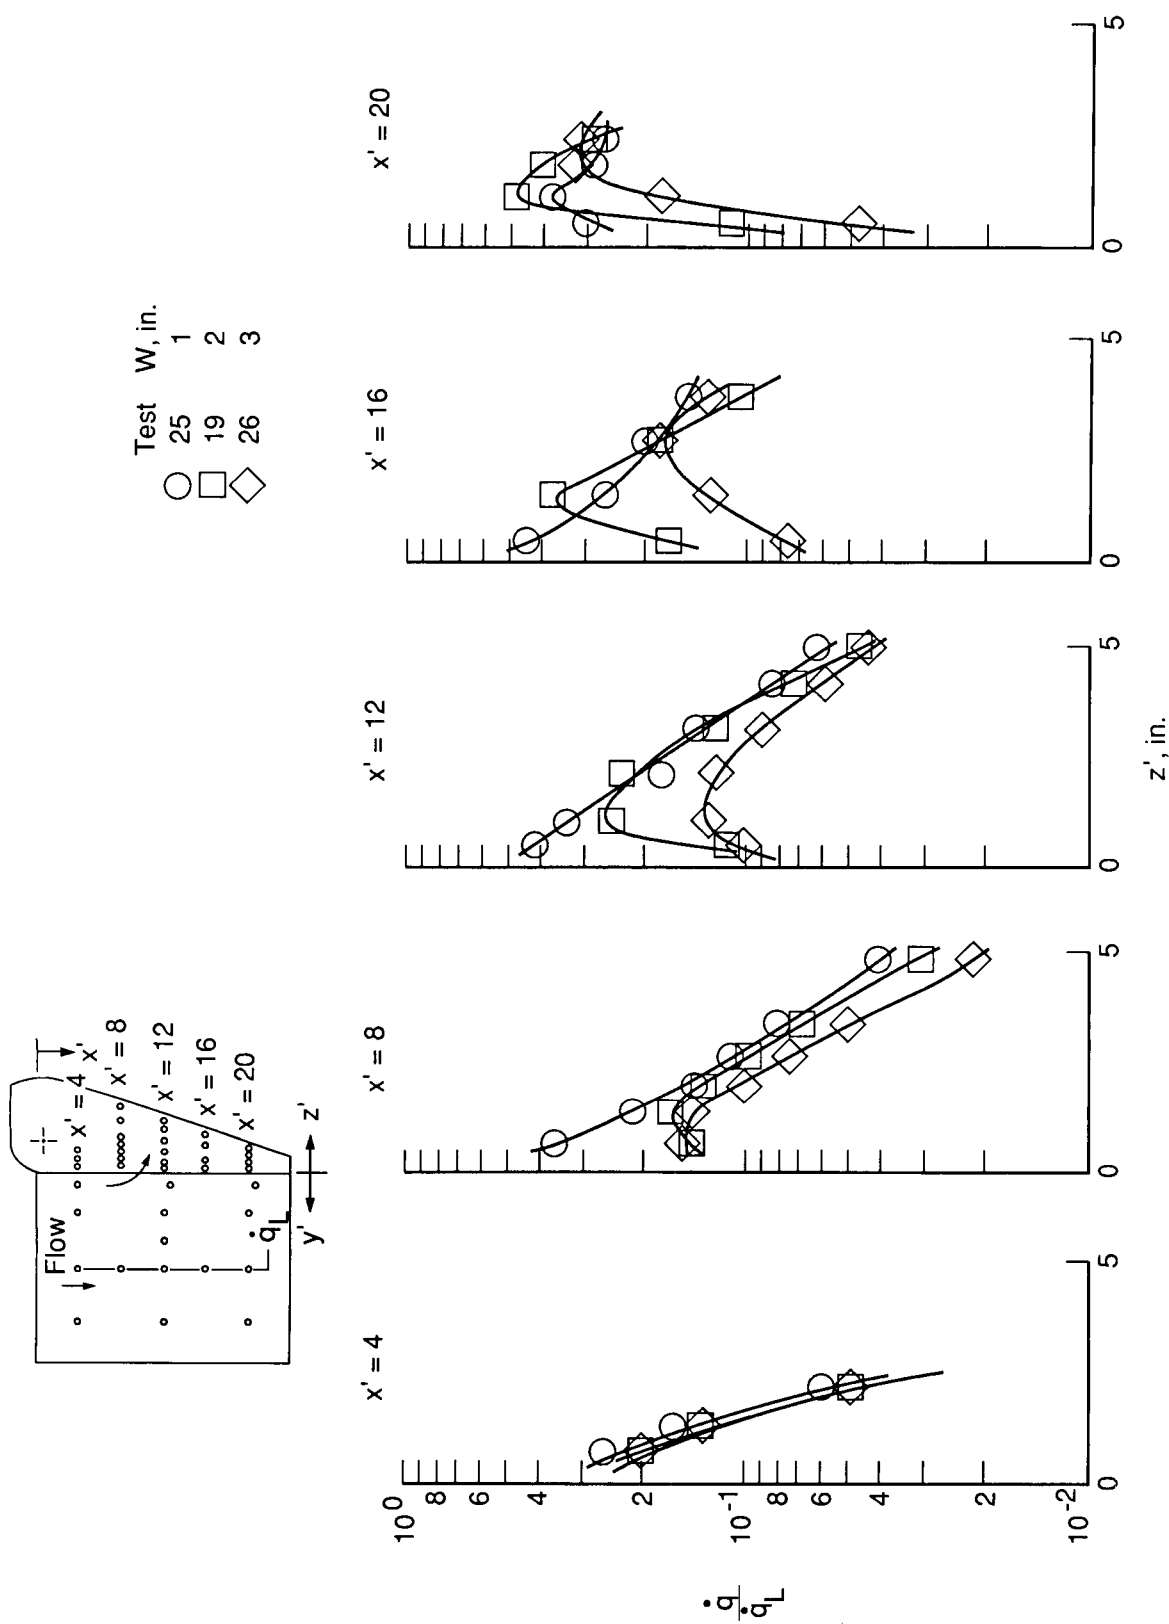 Test W, in.
25 1
19 2
26 3
Flow
x'
x' = 4
x' = 8
x' = 12
x' = 16
x' = 20
y' z'
q̇L
x' = 4
x' = 8
x' = 12
x' = 16
x' = 20
10⁰
8
6
4
2
10⁻¹
8
6
4
2
10⁻²
q̇
q̇L
0 5
0 5
0 5
0 5
0 5
z', in.